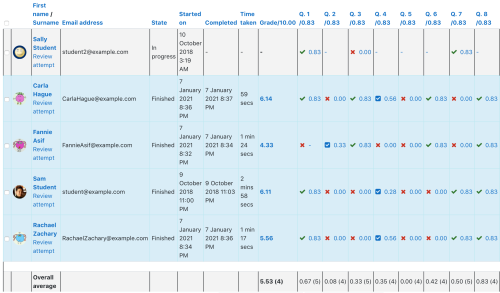 First name / Surname Email address State Started on Completed Time taken Grade/10.00 Q. 1 /0.83 Q. 2 /0.83 Q. 3 /0.83 Q. 4 /0.83 Q. 5 /0.83 Q. 6 /0.83 Q. 7 /0.83 Q. 8 /0.83
Sally Student Review attempt student2@example.com In progress 10 October 2018 3:19 AM - - - 0.83 - 0.00 - - - 0.83 -
Carla Hague Review attempt CarlaHague@example.com Finished 7 January 2021 8:36 PM 7 January 2021 8:37 PM 59 secs 6.14 0.83 0.00 0.83 0.56 0.00 0.83 0.00 0.83
Fannie Asif Review attempt FannieAsif@example.com Finished 7 January 2021 8:32 PM 7 January 2021 8:34 PM 1 min 24 secs 4.33 - 0.33 0.83 0.00 0.00 0.83 0.00 0.83
Sam Student Review attempt student@example.com Finished 9 October 2018 11:00 PM 9 October 2018 11:03 PM 2 mins 58 secs 6.11 0.83 0.00 0.00 0.28 0.00 0.00 0.83 0.83
Rachael Zachary Review attempt RachaelZachary@example.com Finished 7 January 2021 8:34 PM 7 January 2021 8:36 PM 1 min 17 secs 5.56 0.83 0.00 0.00 0.56 0.00 0.00 0.83 0.83
Overall average 5.53 (4) 0.67 (5) 0.08 (4) 0.33 (5) 0.35 (4) 0.00 (4) 0.42 (4) 0.50 (5) 0.83 (4)